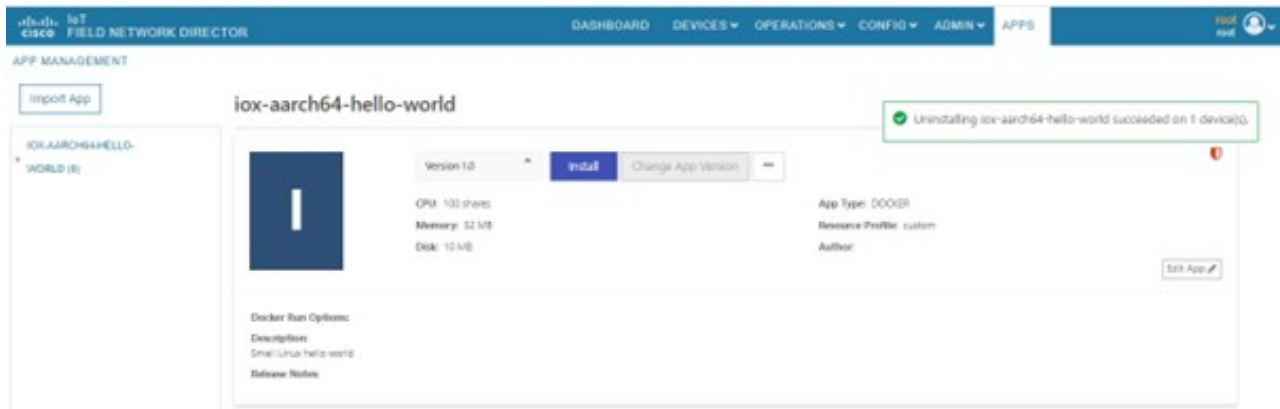 cisco IoT
FIELD NETWORK DIRECTOR
DASHBOARD DEVICES OPERATIONS CONFIG ADMIN APPS
root
root
APP MANAGEMENT
Import App
iox-aarch64-hello-world
Uninstalling iox-aarch64-hello-world succeeded on 1 device(s).
IOX-AARCH64-HELLO-
WORLD (8)
I
Version 1.0 Install Change App Version
CPU: 100 shares
Memory: 32 MB
Disk: 10 MB
App Type: DOCKER
Resource Profile: custom
Author:
Edit App
Docker Run Options:
Description:
Small Linux hello world
Release Notes: